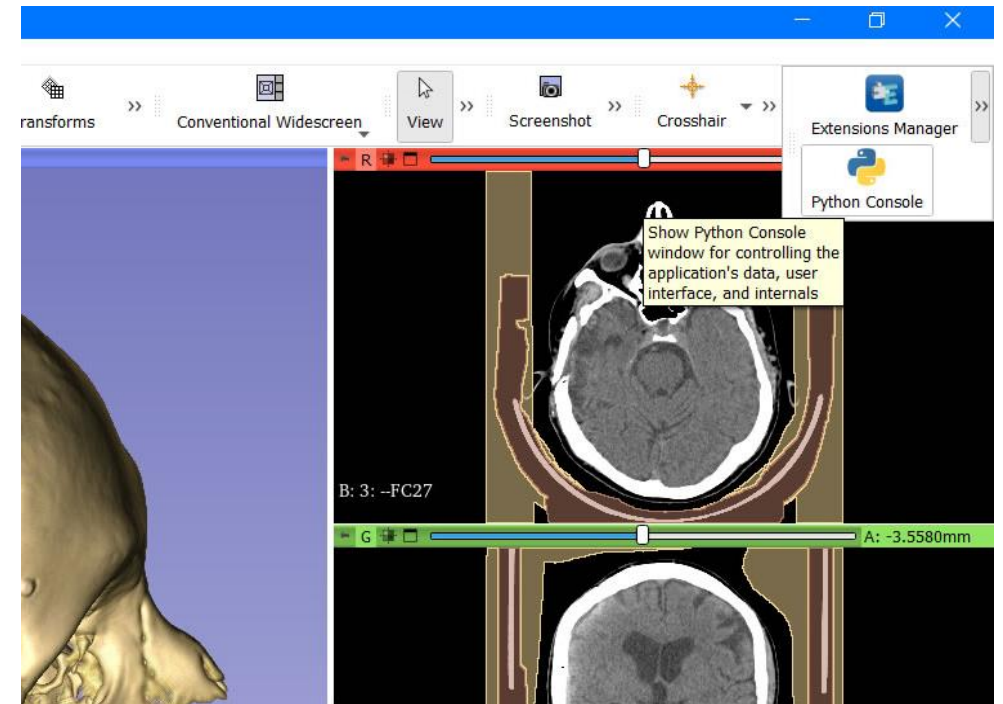 ransforms
Conventional Widescreen
View
Screenshot
Crosshair
Extensions Manager
Python Console
R
Show Python Console
window for controlling the
application's data, user
interface, and internals
B: 3: --FC27
G
A: -3.5580mm